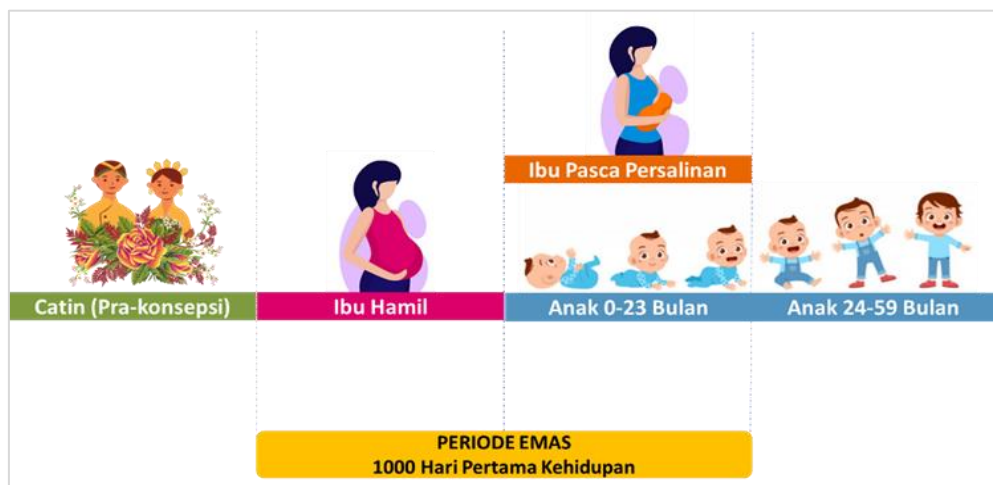 Ibu Pasca Persalinan
Catin (Pra-konsepsi)
Ibu Hamil
Anak 0-23 Bulan
Anak 24-59 Bulan
PERIODE EMAS
1000 Hari Pertama Kehidupan